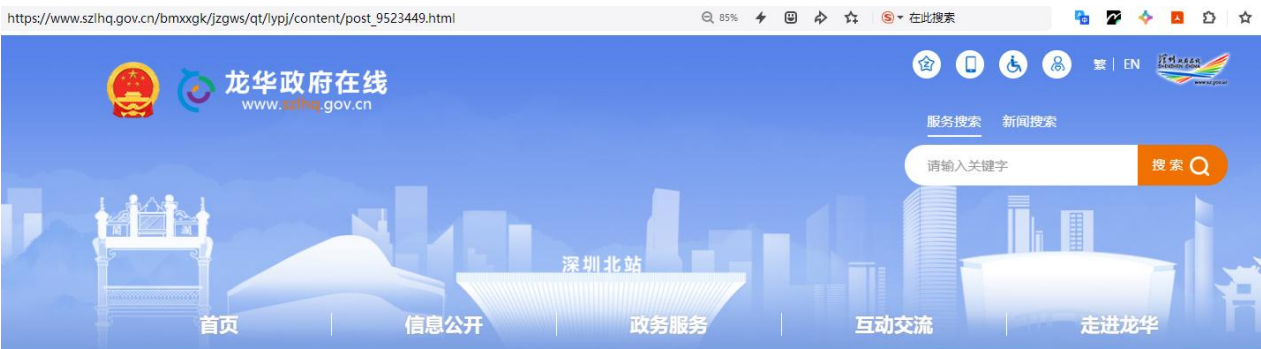 https://www.szlhq.gov.cn/bmxxgk/jzgws/qt/lypj/content/post_9523449.html
85%
在此搜索
龙华政府在线
www.szlhq.gov.cn
繁 | EN
服务搜索 新闻搜索
请输入关键字
搜索
深圳北站
首页 信息公开 政务服务 互动交流 走进龙华